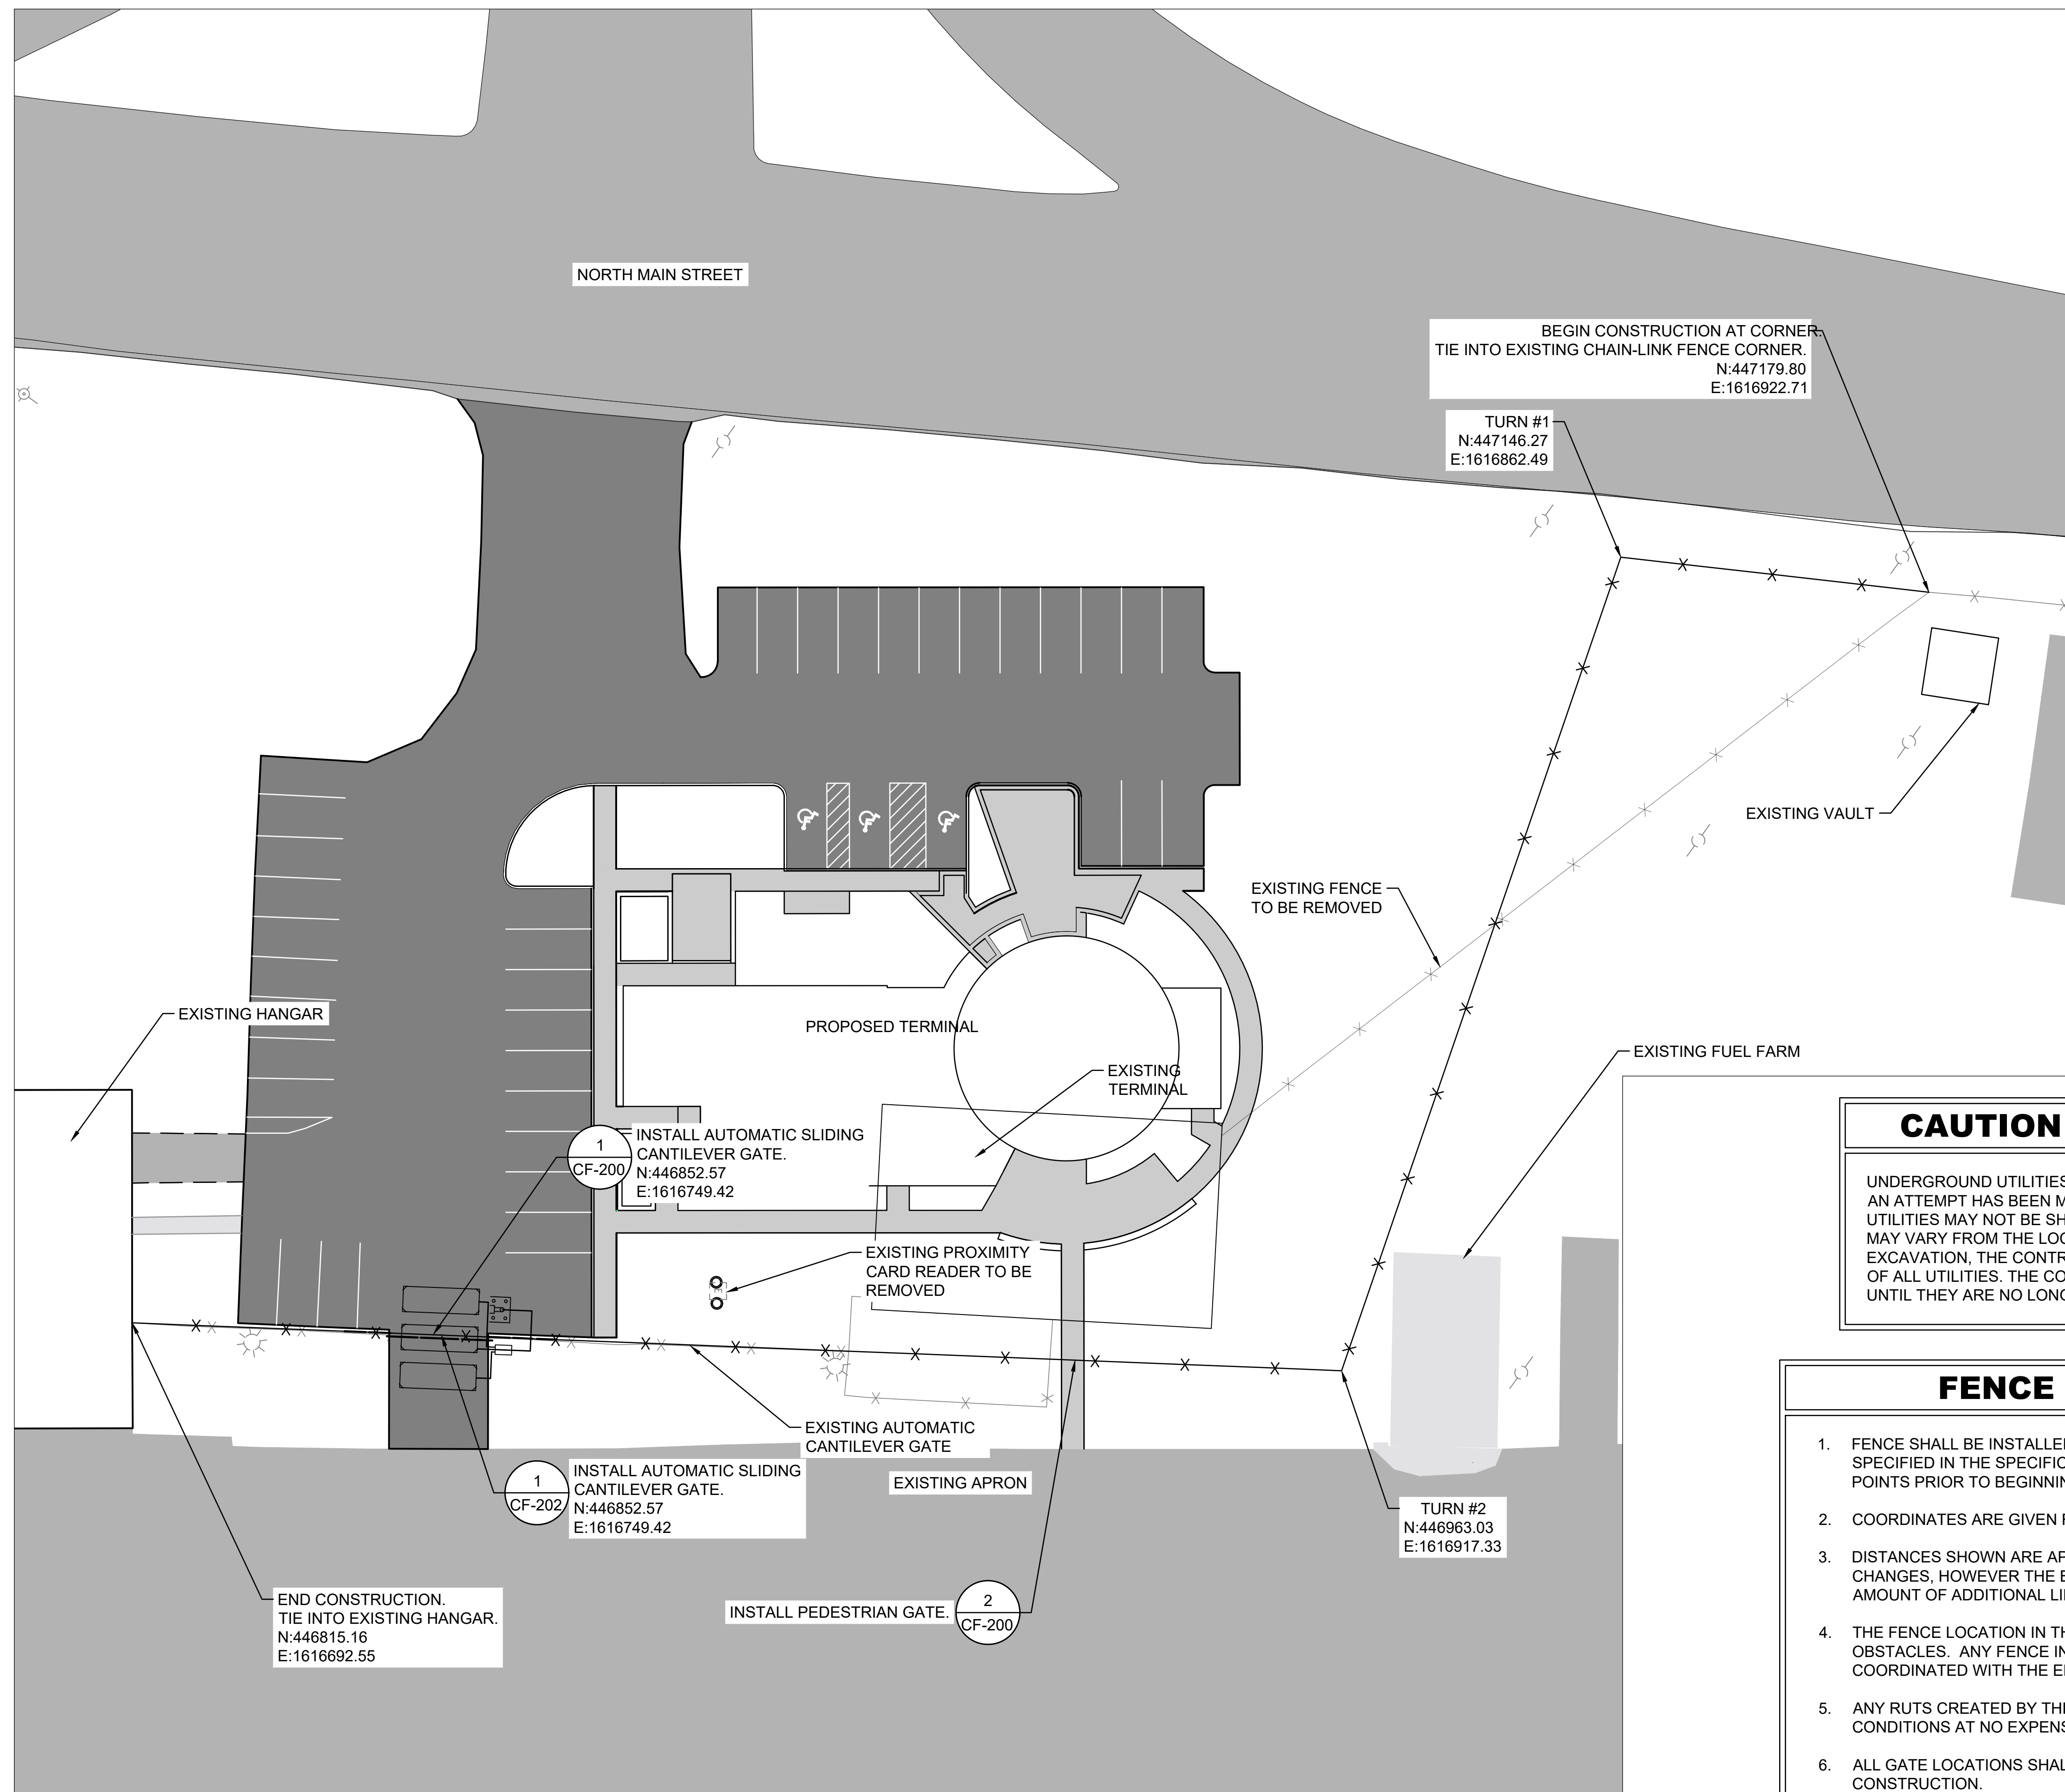 NORTH MAIN STREET
BEGIN CONSTRUCTION AT CORNER.
TIE INTO EXISTING CHAIN-LINK FENCE CORNER.
N:447179.80
E:1616922.71
TURN #1
N:447146.27
E:1616862.49
EXISTING VAULT
EXISTING FENCE
TO BE REMOVED
EXISTING HANGAR
PROPOSED TERMINAL
EXISTING
TERMINAL
EXISTING FUEL FARM
1
CF-200
INSTALL AUTOMATIC SLIDING
CANTILEVER GATE.
N:446852.57
E:1616749.42
EXISTING PROXIMITY
CARD READER TO BE
REMOVED
EXISTING AUTOMATIC
CANTILEVER GATE
1
CF-202
INSTALL AUTOMATIC SLIDING
CANTILEVER GATE.
N:446852.57
E:1616749.42
EXISTING APRON
TURN #2
N:446963.03
E:1616917.33
END CONSTRUCTION.
TIE INTO EXISTING HANGAR.
N:446815.16
E:1616692.55
INSTALL PEDESTRIAN GATE.
2
CF-200
CAUTION
UNDERGROUND UTILITIES
AN ATTEMPT HAS BEEN
UTILITIES MAY NOT BE
MAY VARY FROM THE
EXCAVATION, THE
OF ALL UTILITIES. THE
UNTIL THEY ARE NO
FENCE
1. FENCE SHALL BE
SPECIFIED IN THE
POINTS PRIOR TO
2. COORDINATES ARE GIVEN
3. DISTANCES SHOWN ARE
CHANGES, HOWEVER THE
AMOUNT OF ADDITIONAL
4. THE FENCE LOCATION IN
OBSTACLES. ANY FENCE
COORDINATED WITH THE
5. ANY RUTS CREATED BY
CONDITIONS AT NO
6. ALL GATE LOCATIONS
CONSTRUCTION.